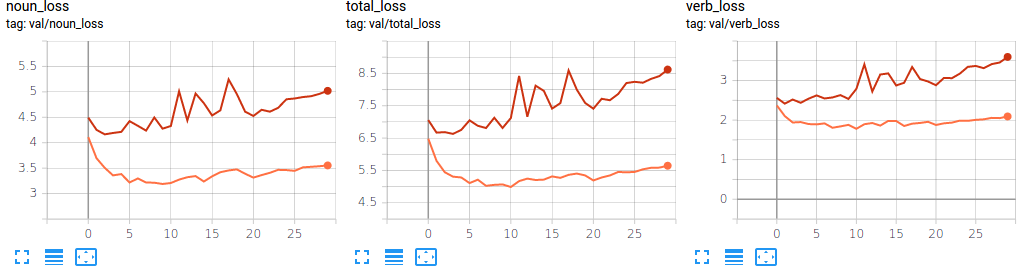 noun_loss
tag: val/noun_loss
5.5
5
4.5
4
3.5
3
0 5 10 15 20 25
total_loss
tag: val/total_loss
8.5
7.5
6.5
5.5
4.5
0 5 10 15 20 25
verb_loss
tag: val/verb_loss
3
2
1
0
0 5 10 15 20 25